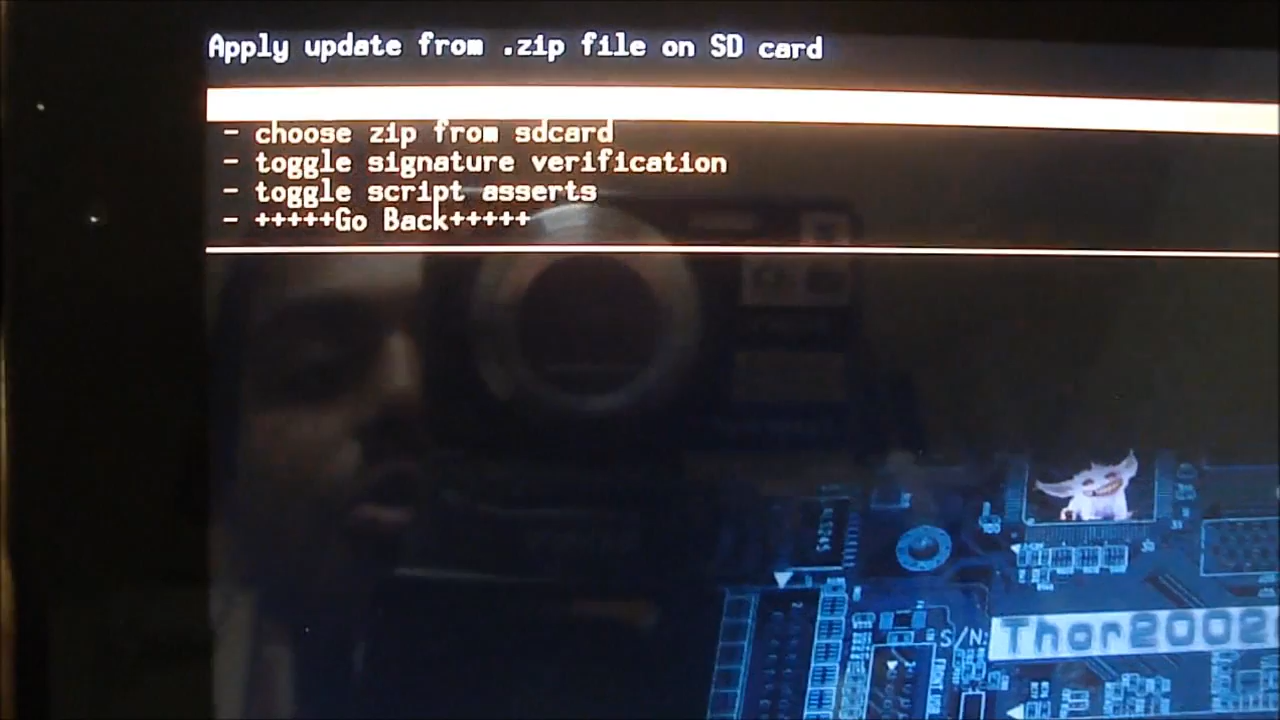 Apply update from .zip file on SD card
- choose zip from sdcard
- toggle signature verification
- toggle script asserts
- +++++Go Back+++++
S/N: Thor2002